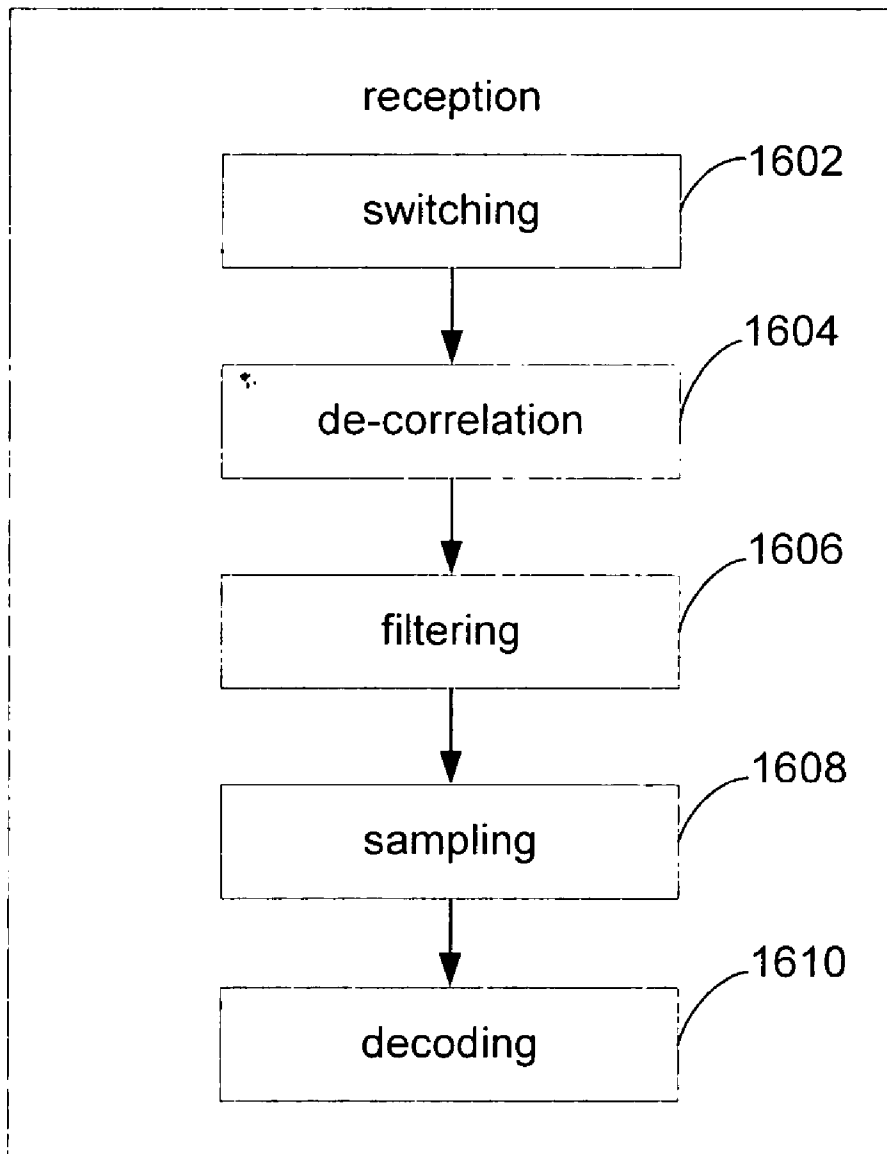 reception
1602
switching
1604
de-correlation
1606
filtering
1608
sampling
1610
decoding